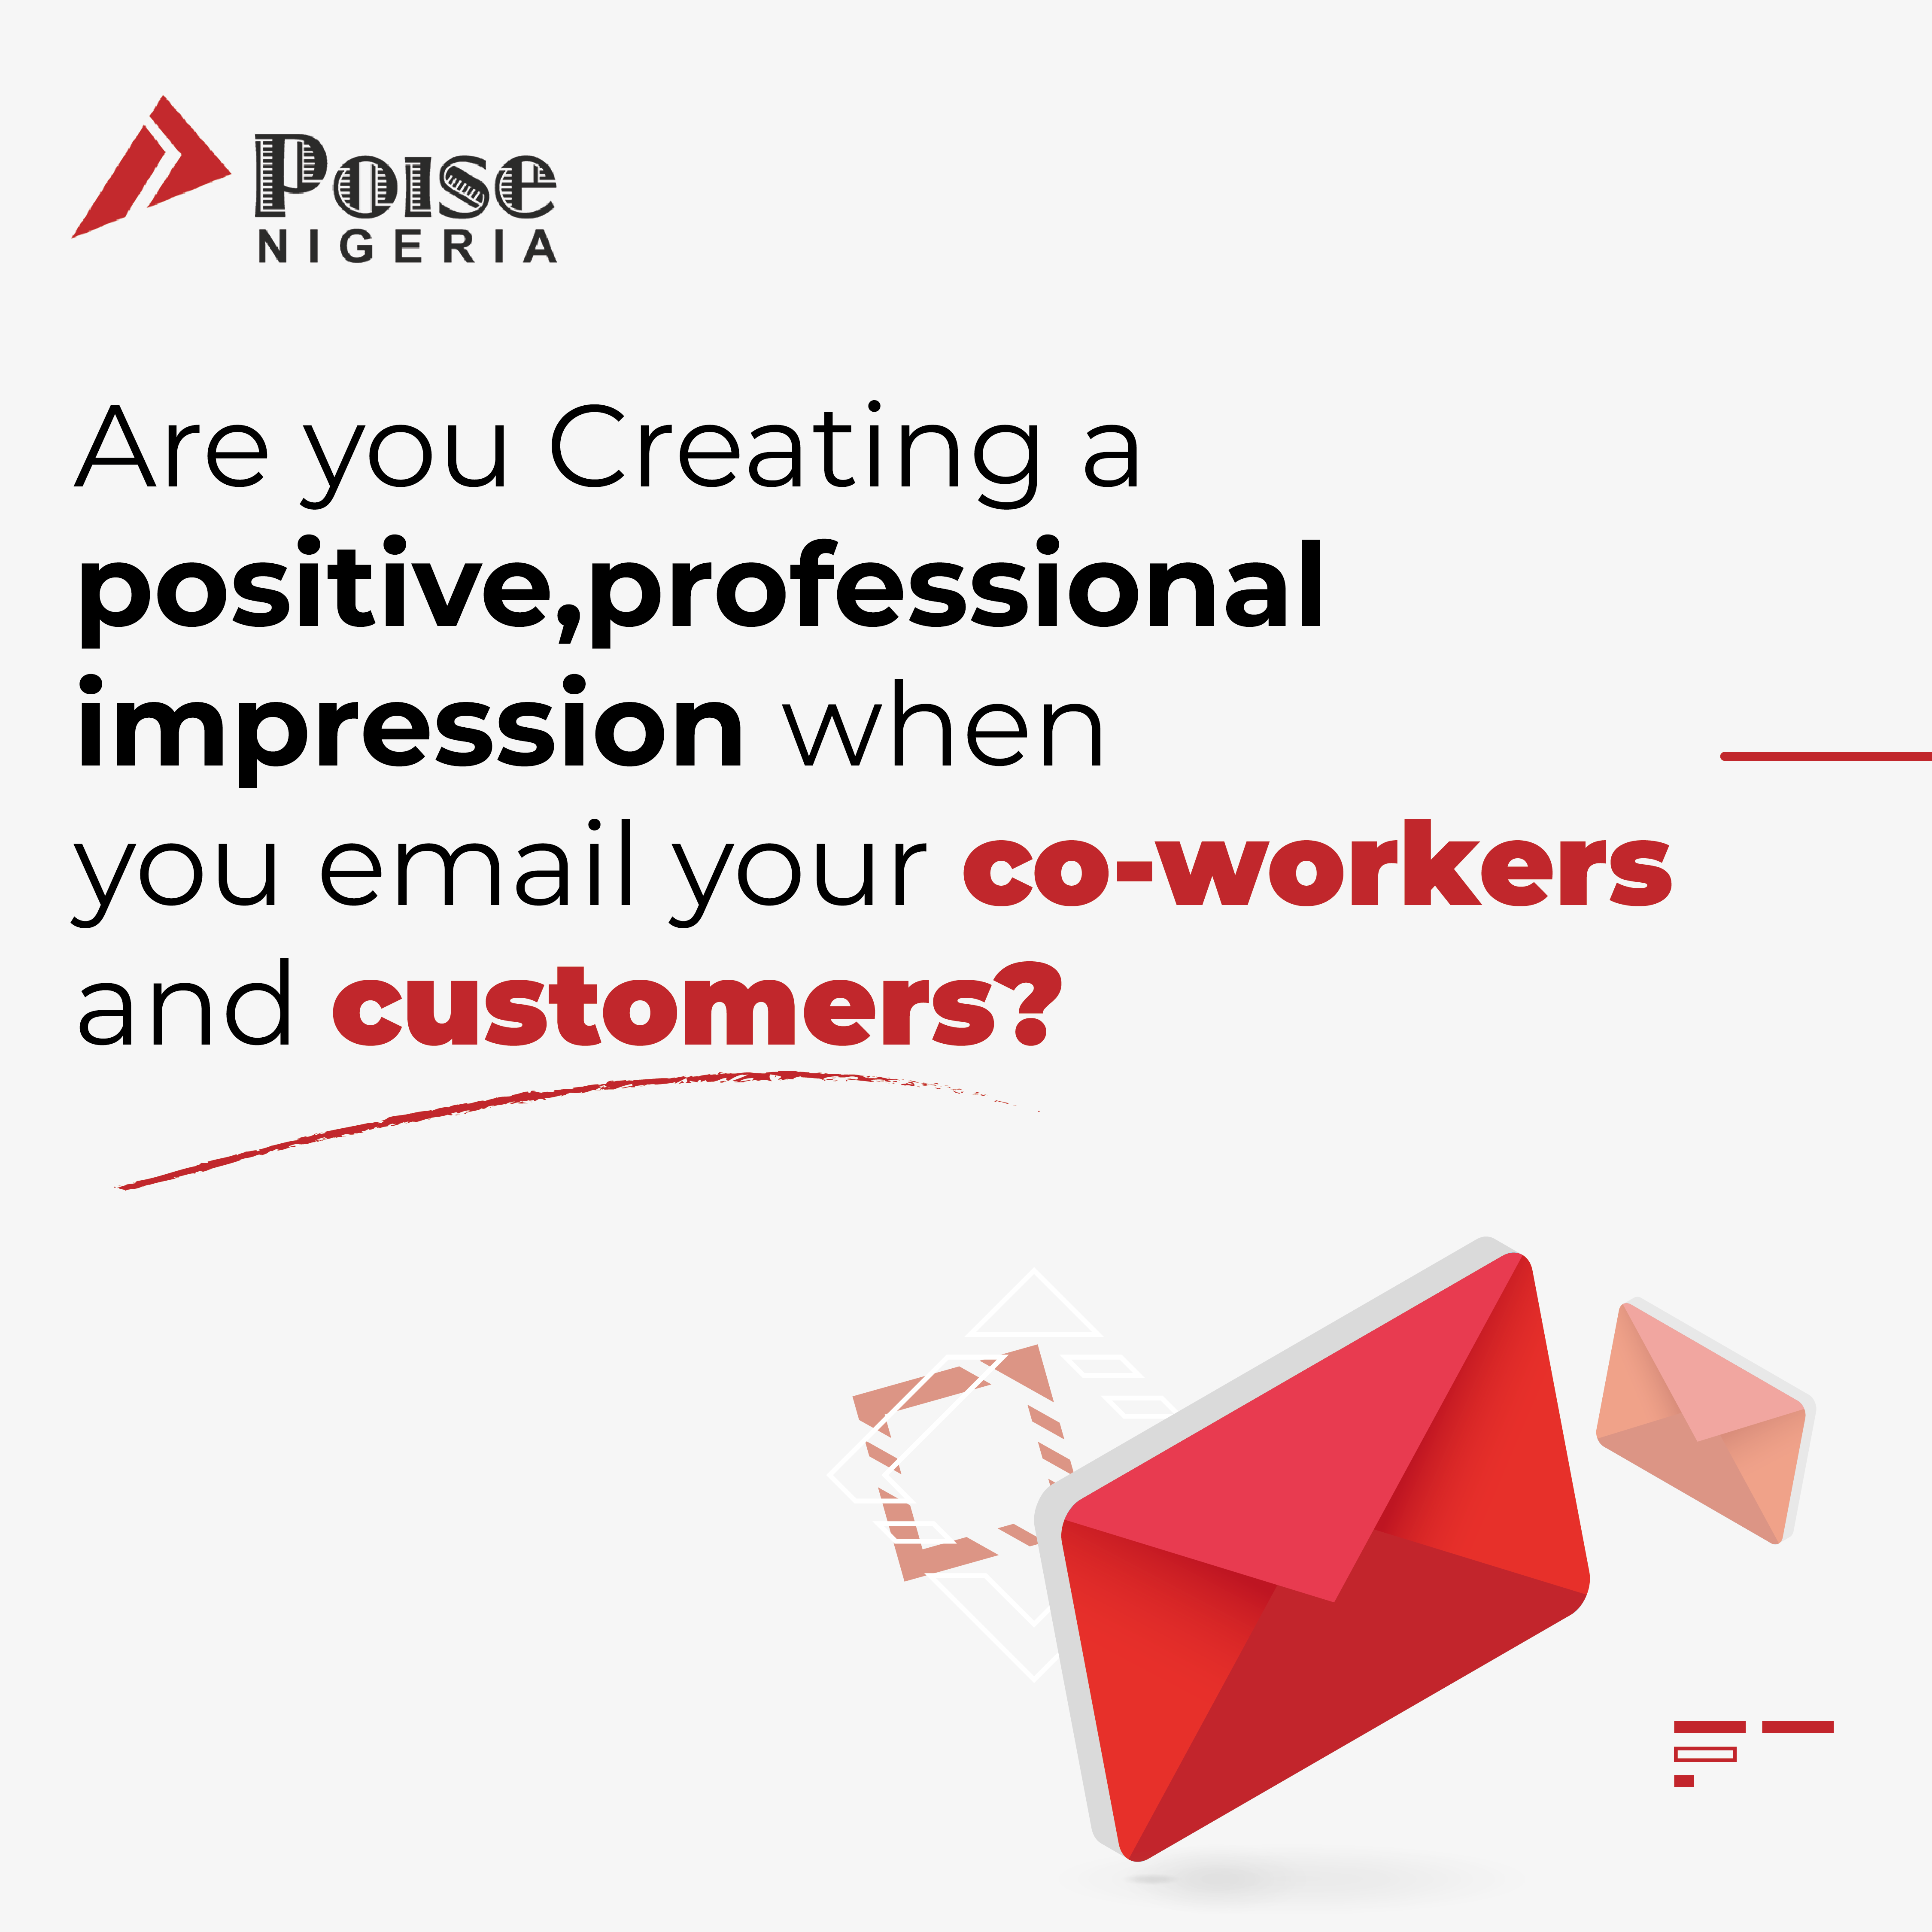 Poise
NIGERIA
Are you Creating a
positive,professional
impression when
you email your co-workers
and customers?